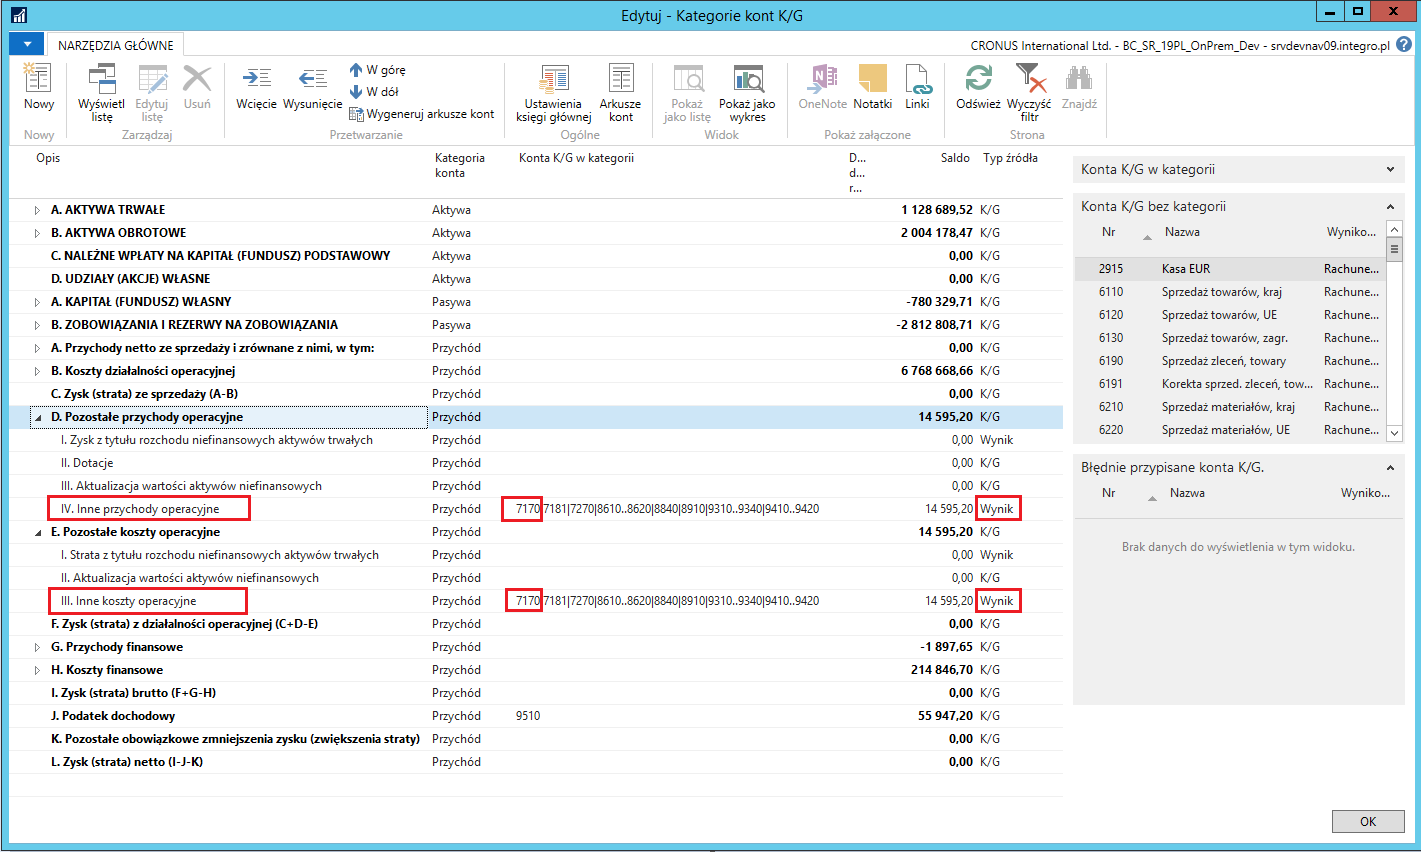 Edytuj - Kategorie kont K/G
NARZĘDZIA GŁÓWNE
CRONUS International Ltd. - BC_SR_19PL_OnPrem_Dev - srvdevnav09.integro.pl
Nowy
Wyświetl listę
Edytuj listę
Usuń
Wcięcie
Wysunięcie
W górę
W dół
Wygeneruj arkusze kont
Ustawienia księgi głównej
Arkusze kont
Pokaż jako listę
Pokaż jako wykres
OneNote
Notatki
Linki
Odśwież
Wyczyść filtr
Znajdź
Nowy
Zarządzaj
Przetwarzanie
Ogólne
Widok
Pokaż załączone
Strona
Opis Kategoria konta Konta K/G w kategorii D... d... r... Saldo Typ źródła
A. AKTYWA TRWAŁE Aktywa 1 128 689,52 K/G
B. AKTYWA OBROTOWE Aktywa 2 004 178,47 K/G
C. NALEŻNE WPŁATY NA KAPITAŁ (FUNDUSZ) PODSTAWOWY Aktywa 0,00 K/G
D. UDZIAŁY (AKCJE) WŁASNE Aktywa 0,00 K/G
A. KAPITAŁ (FUNDUSZ) WŁASNY Pasywa -780 329,71 K/G
B. ZOBOWIĄZANIA I REZERWY NA ZOBOWIĄZANIA Pasywa -2 812 808,71 K/G
A. Przychody netto ze sprzedaży i zrównane z nimi, w tym: Przychód 0,00 K/G
B. Koszty działalności operacyjnej Przychód 6 768 668,66 K/G
C. Zysk (strata) ze sprzedaży (A-B) Przychód 0,00 K/G
D. Pozostałe przychody operacyjne Przychód 14 595,20 K/G
I. Zysk z tytułu rozchodu niefinansowych aktywów trwałych Przychód 0,00 Wynik
II. Dotacje Przychód 0,00 K/G
III. Aktualizacja wartości aktywów niefinansowych Przychód 0,00 K/G
IV. Inne przychody operacyjne Przychód 7170|7181|7270|8610..8620|8840|8910|9310..9340|9410..9420 14 595,20 Wynik
E. Pozostałe koszty operacyjne Przychód 14 595,20 K/G
I. Strata z tytułu rozchodu niefinansowych aktywów trwałych Przychód 0,00 Wynik
II. Aktualizacja wartości aktywów niefinansowych Przychód 0,00 K/G
III. Inne koszty operacyjne Przychód 7170|7181|7270|8610..8620|8840|8910|9310..9340|9410..9420 14 595,20 Wynik
F. Zysk (strata) z działalności operacyjnej (C+D-E) Przychód 0,00 K/G
G. Przychody finansowe Przychód -1 897,65 K/G
H. Koszty finansowe Przychód 214 846,70 K/G
I. Zysk (strata) brutto (F+G-H) Przychód 0,00 K/G
J. Podatek dochodowy Przychód 9510 55 947,20 K/G
K. Pozostałe obowiązkowe zmniejszenia zysku (zwiększenia straty) Przychód 0,00 K/G
L. Zysk (strata) netto (I-J-K) Przychód 0,00 K/G
Konta K/G w kategorii
Konta K/G bez kategorii
Nr Nazwa Wyniko...
2915 Kasa EUR Rachune...
6110 Sprzedaż towarów, kraj Rachune...
6120 Sprzedaż towarów, UE Rachune...
6130 Sprzedaż towarów, zagr. Rachune...
6190 Sprzedaż zleceń, towary Rachune...
6191 Korekta sprzed. zleceń, tow... Rachune...
6210 Sprzedaż materiałów, kraj Rachune...
6220 Sprzedaż materiałów, UE Rachune...
Błędnie przypisane konta K/G.
Nr Nazwa Wyniko...
Brak danych do wyświetlenia w tym widoku.
OK